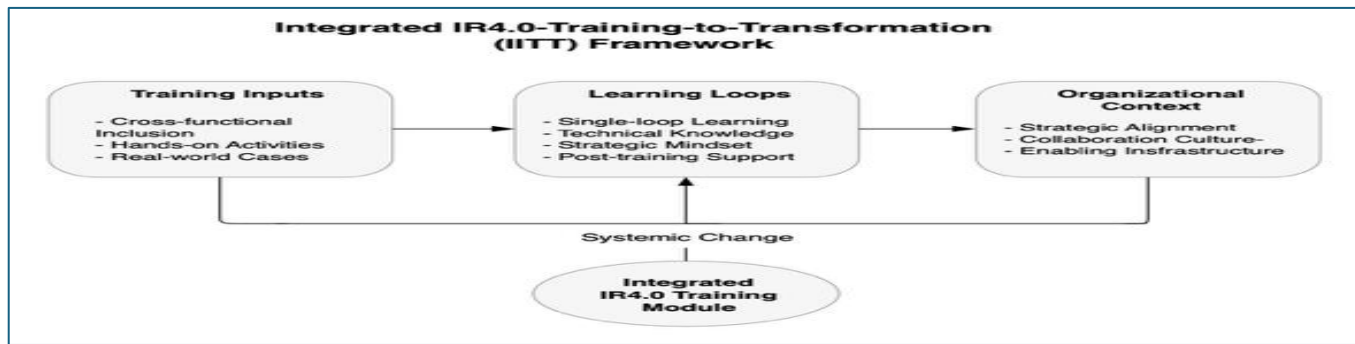 Integrated IR4.0-Training-to-Transformation
(IITT) Framework
Training Inputs
- Cross-functional
Inclusion
- Hands-on Activities
- Real-world Cases
Learning Loops
- Single-loop Learning
- Technical Knowledge
- Strategic Mindset
- Post-training Support
Organizational
Context
- Strategic Alignment
- Collaboration Culture-
- Enabling Insfrastructure
Systemic Change
Integrated
IR4.0 Training
Module